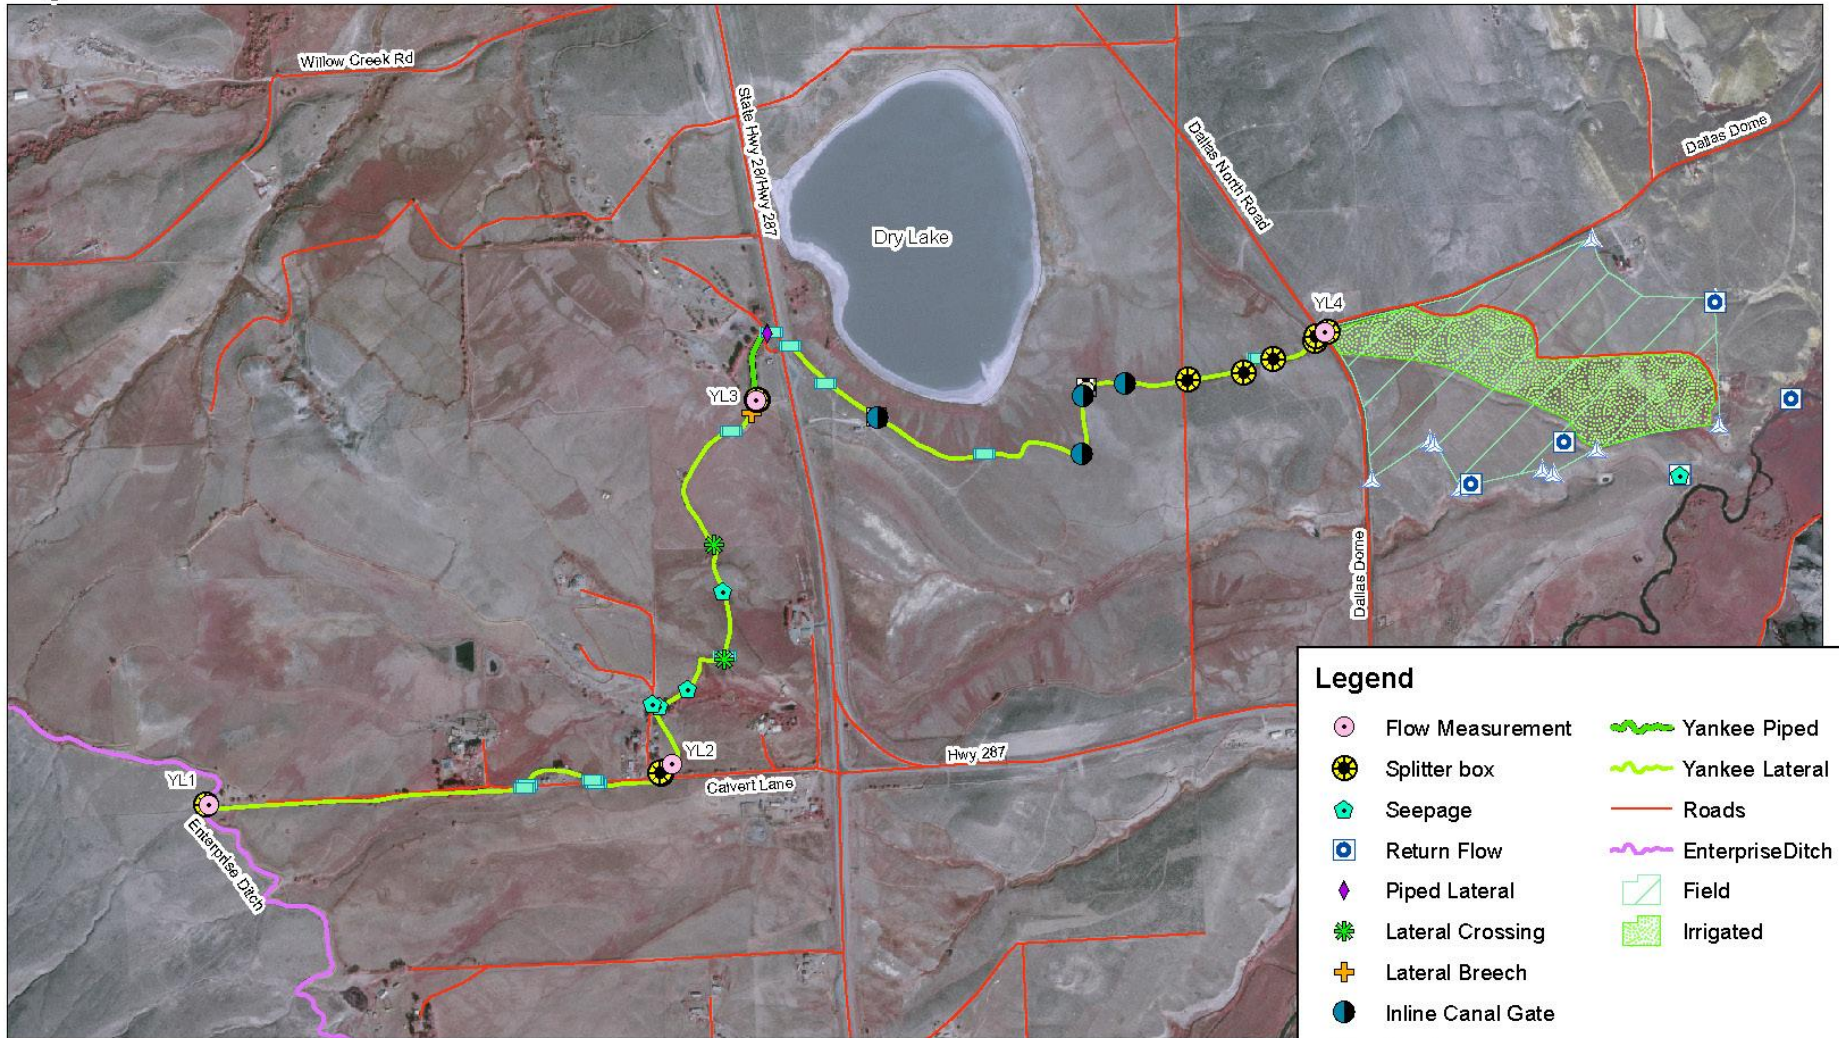 Willow Creek Rd
State Hwy 28/Hwy 287
Dry Lake
Dallas North Road
Dallas Dome
YL4
YL3
Dallas Dome
YL2
YL1
Calvert Lane
Hwy 287
Enterprise Ditch
Legend
Flow Measurement
Splitter box
Seepage
Return Flow
Piped Lateral
Lateral Crossing
Lateral Breech
Inline Canal Gate
Yankee Piped
Yankee Lateral
Roads
EnterpriseDitch
Field
Irrigated